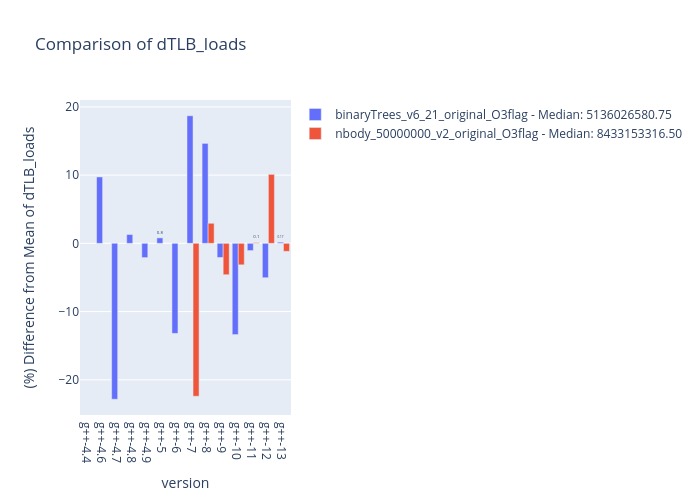 Comparison of dTLB_loads
binaryTrees_v6_21_original_O3flag - Median: 5136026580.75
nbody_50000000_v2_original_O3flag - Median: 8433153316.50
(%) Difference from Mean of dTLB_loads
20
10
0
−10
−20
g++-4.4
g++-4.6
g++-4.7
g++-4.8
g++-4.9
g++-5
g++-6
g++-7
g++-8
g++-9
g++-10
g++-11
g++-12
g++-13
version